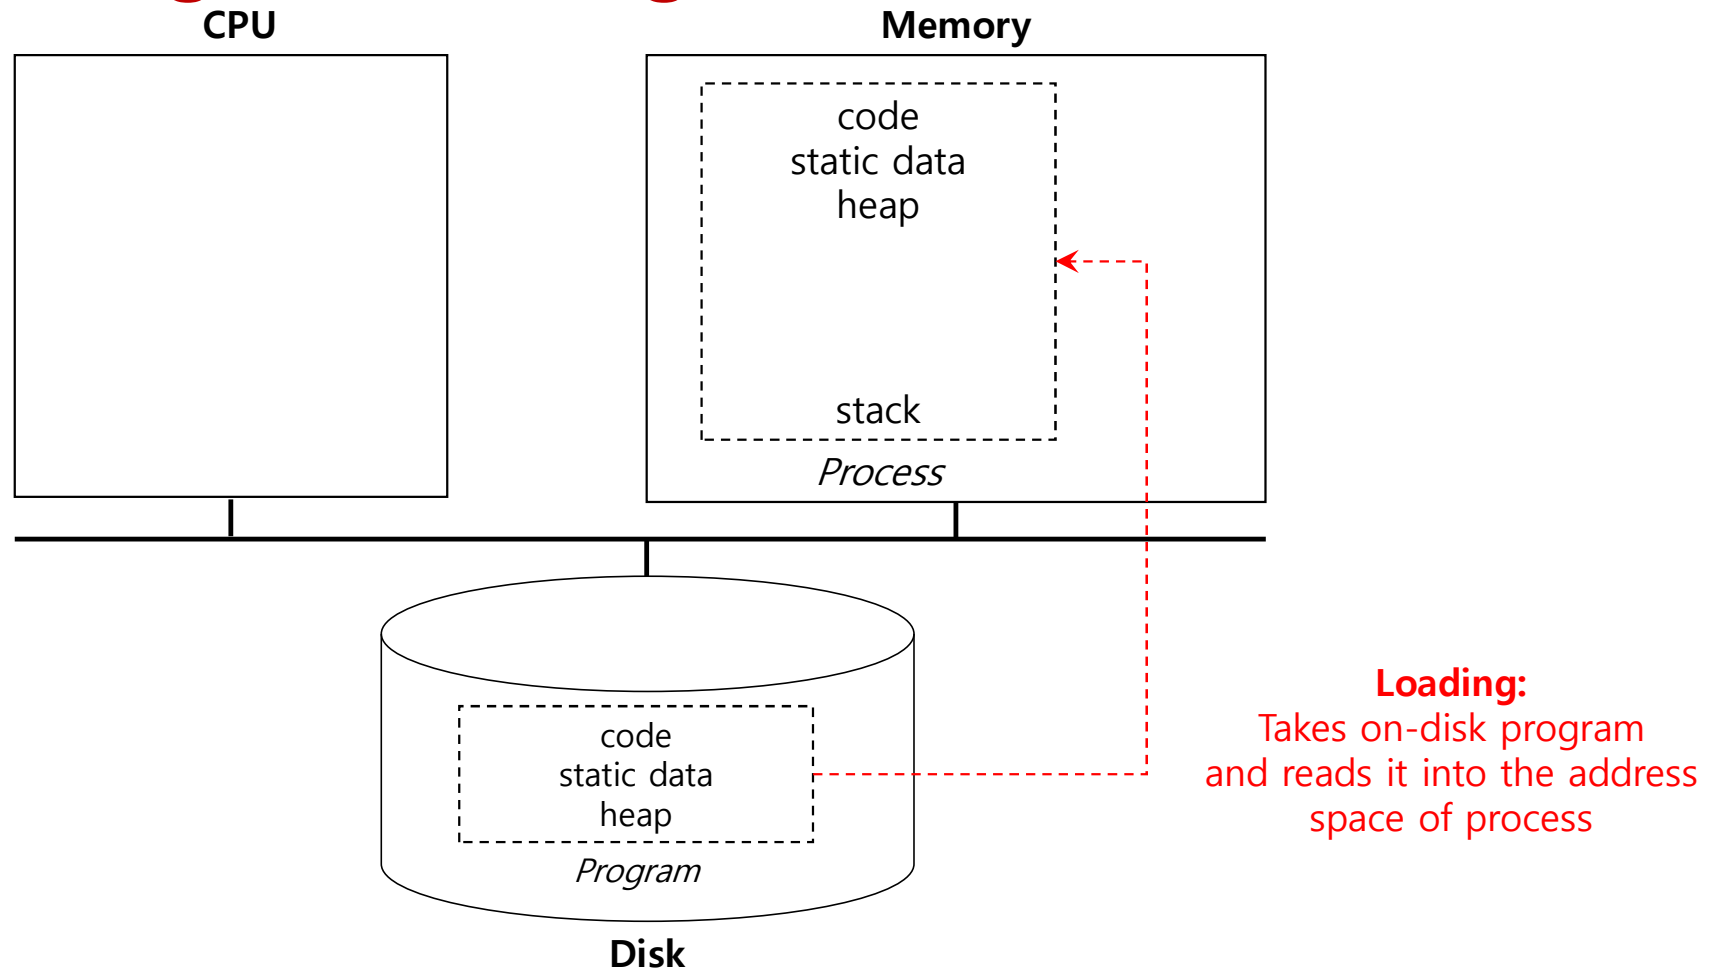 CPU
Memory
code
static data
heap
stack
Process
code
static data
heap
Program
Disk
Loading:
Takes on-disk program
and reads it into the address
space of process